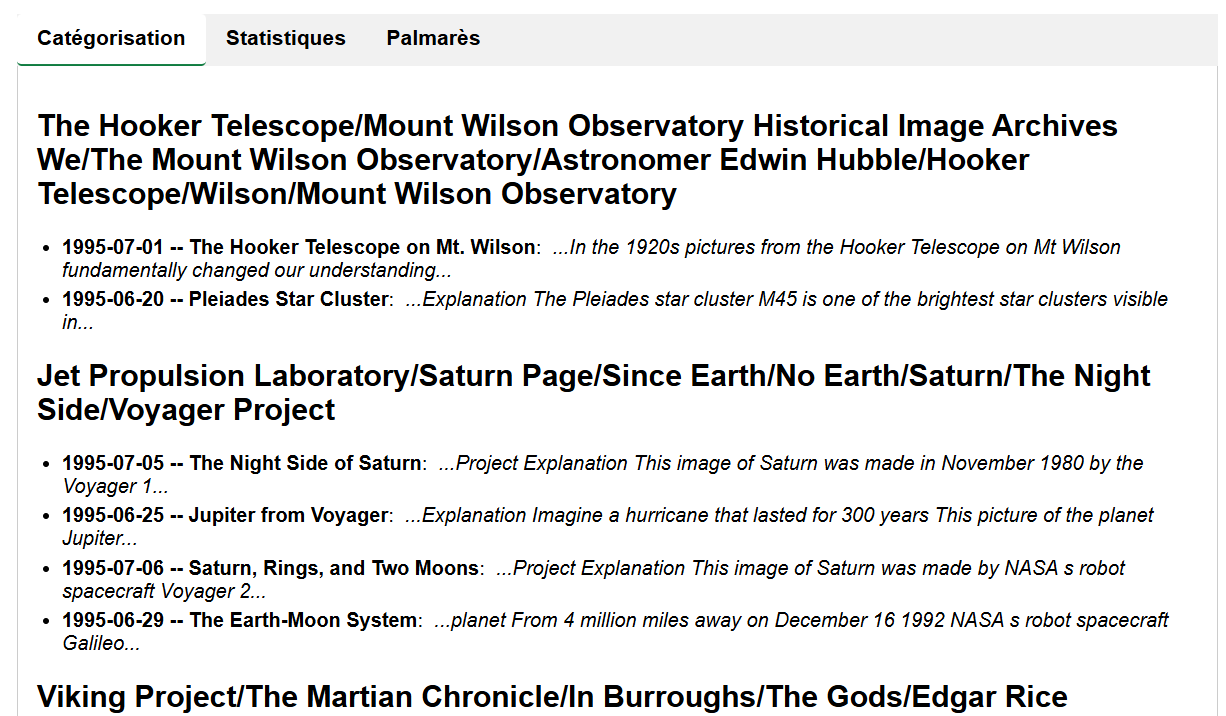 Catégorisation Statistiques Palmarès
The Hooker Telescope/Mount Wilson Observatory Historical Image Archives
We/The Mount Wilson Observatory/Astronomer Edwin Hubble/Hooker
Telescope/Wilson/Mount Wilson Observatory
• 1995-07-01 -- The Hooker Telescope on Mt. Wilson: ...In the 1920s pictures from the Hooker Telescope on Mt Wilson
fundamentally changed our understanding...
• 1995-06-20 -- Pleiades Star Cluster: ...Explanation The Pleiades star cluster M45 is one of the brightest star clusters visible
in...
Jet Propulsion Laboratory/Saturn Page/Since Earth/No Earth/Saturn/The Night
Side/Voyager Project
• 1995-07-05 -- The Night Side of Saturn: ...Project Explanation This image of Saturn was made in November 1980 by the
Voyager 1...
• 1995-06-25 -- Jupiter from Voyager: ...Explanation Imagine a hurricane that lasted for 300 years This picture of the planet
Jupiter...
• 1995-07-06 -- Saturn, Rings, and Two Moons: ...Project Explanation This image of Saturn was made by NASA s robot
spacecraft Voyager 2...
• 1995-06-29 -- The Earth-Moon System: ...planet From 4 million miles away on December 16 1992 NASA s robot spacecraft
Galileo...
Viking Project/The Martian Chronicle/In Burroughs/The Gods/Edgar Rice